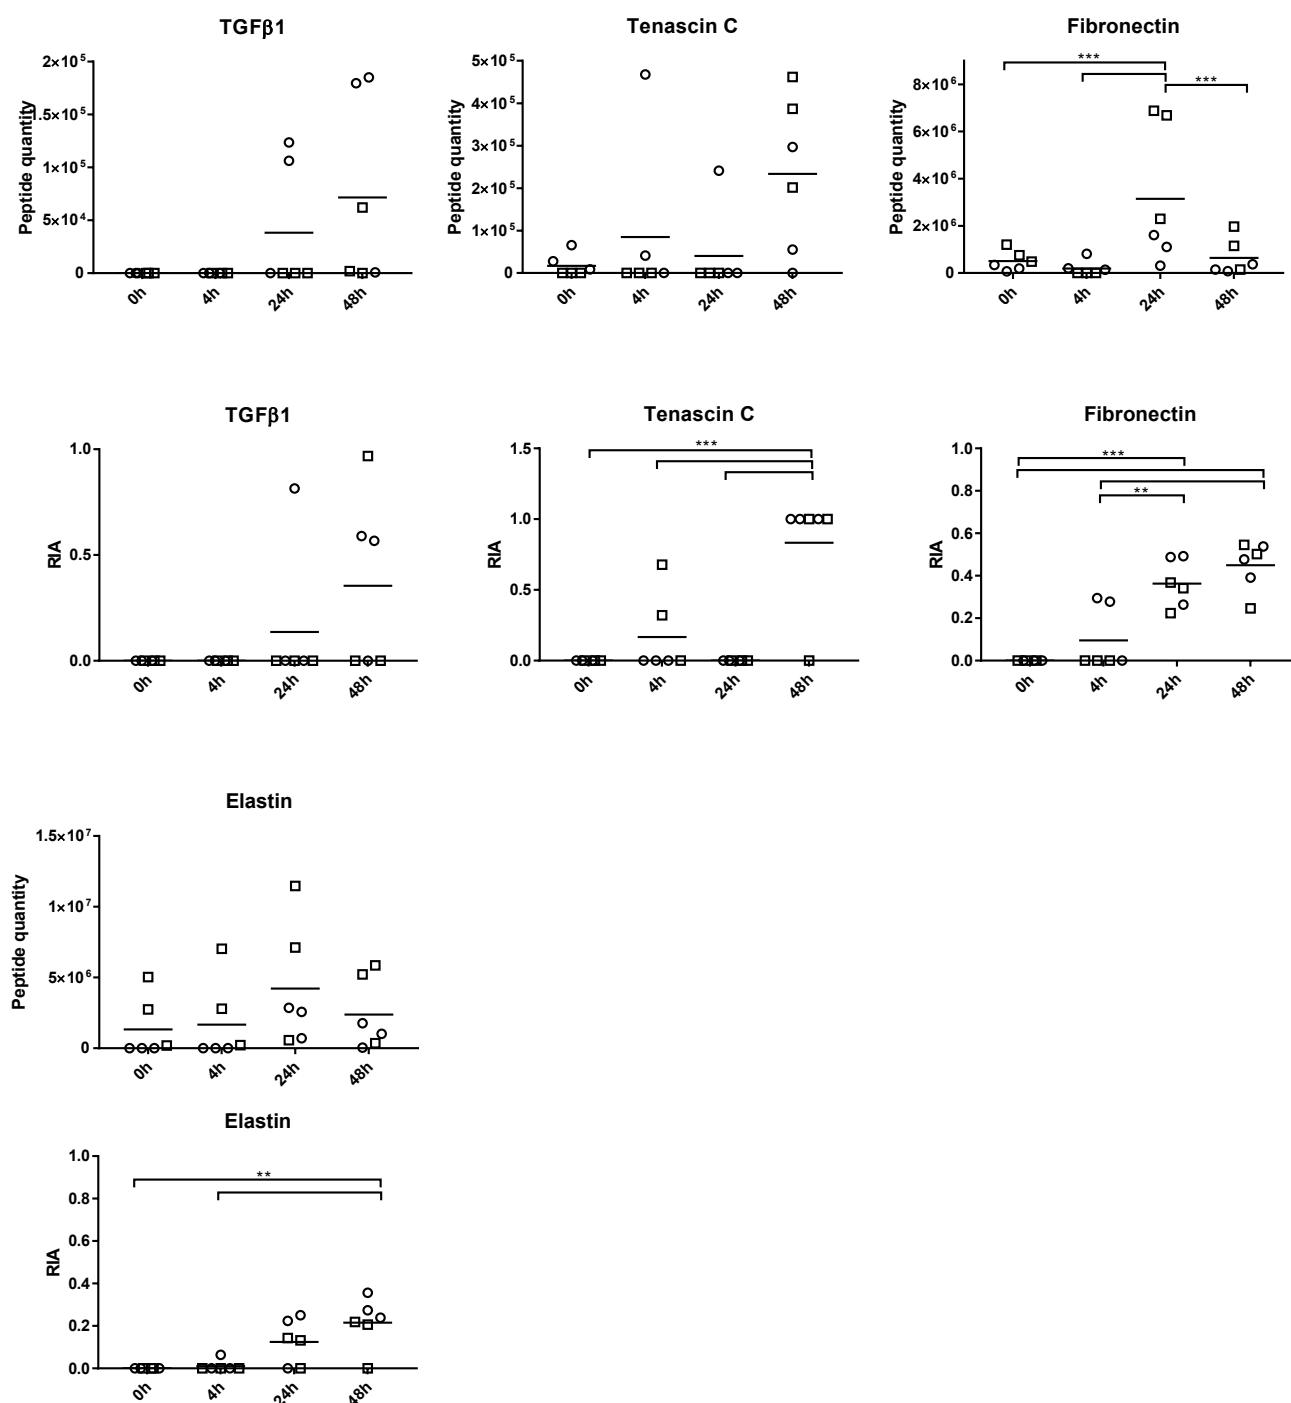 TGFβ1
Peptide quantity
2×10⁵
1.5×10⁵
1×10⁵
5×10⁴
0
0h 4h 24h 48h
Tenascin C
Peptide quantity
5×10⁵
4×10⁵
3×10⁵
2×10⁵
1×10⁵
0
0h 4h 24h 48h
Fibronectin
Peptide quantity
8×10⁶
6×10⁶
4×10⁶
2×10⁶
0
*** ***
0h 4h 24h 48h
TGFβ1
RIA
1.0
0.5
0.0
0h 4h 24h 48h
Tenascin C
RIA
1.5
1.0
0.5
0.0
***
0h 4h 24h 48h
Fibronectin
RIA
1.0
0.8
0.6
0.4
0.2
0.0
***
**
0h 4h 24h 48h
Elastin
Peptide quantity
1.5×10⁷
1×10⁷
5×10⁶
0
0h 4h 24h 48h
Elastin
RIA
1.0
0.8
0.6
0.4
0.2
0.0
**
0h 4h 24h 48h